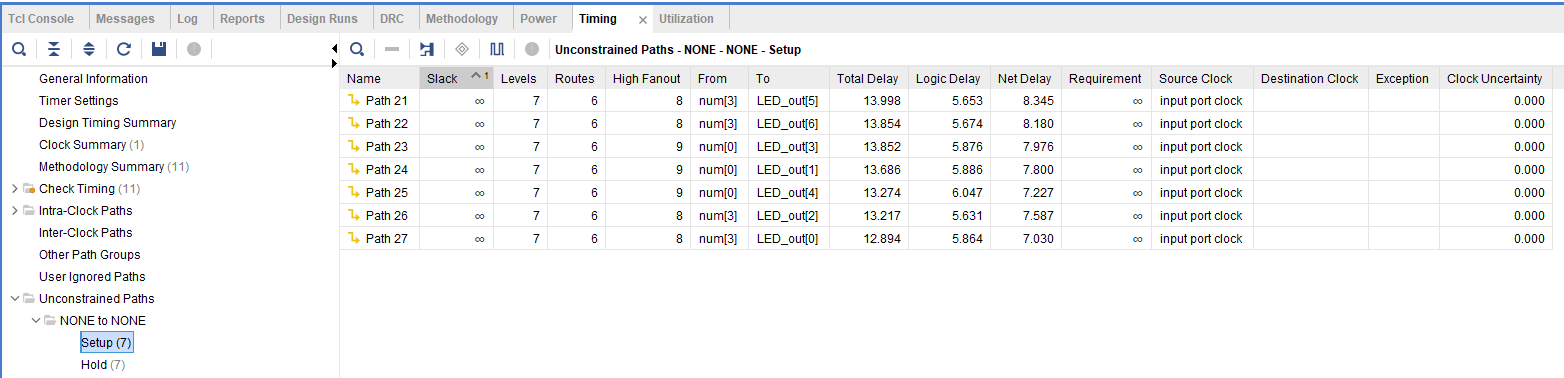 Tcl Console Messages Log Reports Design Runs DRC Methodology Power Timing × Utilization
Unconstrained Paths - NONE - NONE - Setup
General Information
Timer Settings
Design Timing Summary
Clock Summary (1)
Methodology Summary (11)
Check Timing (11)
Intra-Clock Paths
Inter-Clock Paths
Other Path Groups
User Ignored Paths
Unconstrained Paths
NONE to NONE
Setup (7)
Hold (7)
Name Slack ^1 Levels Routes High Fanout From To Total Delay Logic Delay Net Delay Requirement Source Clock Destination Clock Exception Clock Uncertainty
Path 21 ∞ 7 6 8 num[3] LED_out[5] 13.998 5.653 8.345 ∞ input port clock 0.000
Path 22 ∞ 7 6 8 num[3] LED_out[6] 13.854 5.674 8.180 ∞ input port clock 0.000
Path 23 ∞ 7 6 9 num[0] LED_out[3] 13.852 5.876 7.976 ∞ input port clock 0.000
Path 24 ∞ 7 6 9 num[0] LED_out[1] 13.686 5.886 7.800 ∞ input port clock 0.000
Path 25 ∞ 7 6 9 num[0] LED_out[4] 13.274 6.047 7.227 ∞ input port clock 0.000
Path 26 ∞ 7 6 8 num[3] LED_out[2] 13.217 5.631 7.587 ∞ input port clock 0.000
Path 27 ∞ 7 6 8 num[3] LED_out[0] 12.894 5.864 7.030 ∞ input port clock 0.000